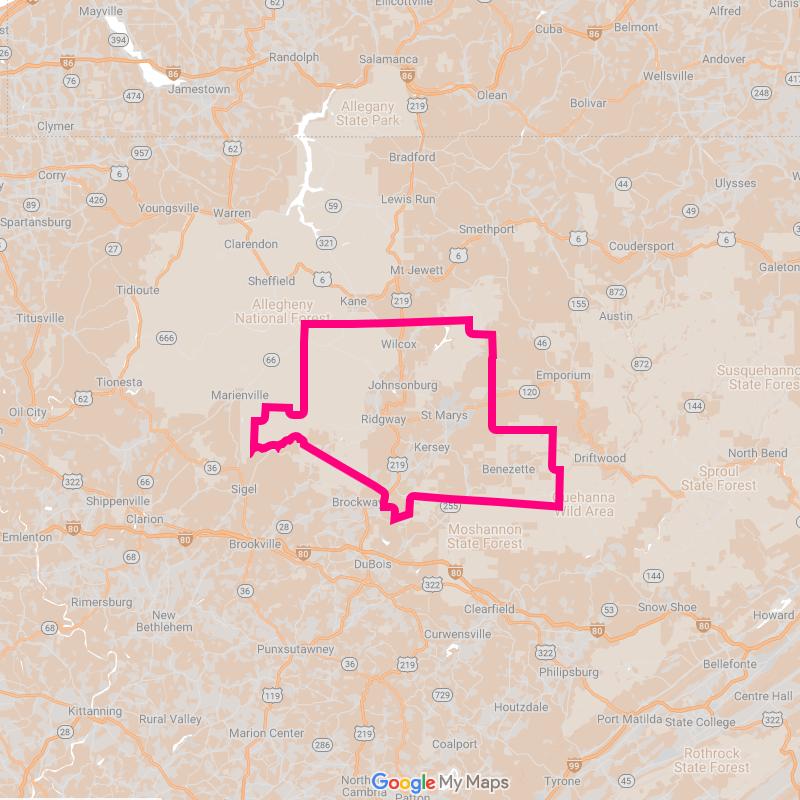 Mayville
Ellicottville
Alfred
Canis
394
Cuba
86
Belmont
Randolph
Salamanca
Andover
26
86
76
86
Wellsville
474
Jamestown
219
Olean
248
417
Allegany
State Park
Bolivar
Clymer
62
957
Bradford
Corry
6
44
Ulysses
89
426
Lewis Run
59
Spartansburg
Youngsville
Warren
49
Smethport
6
27
Clarendon
321
6
Coudersport
Galeton
Mt Jewett
Sheffield
6
Tidioute
872
Kane
219
155
Allegheny
National Forest
Austin
Titusville
666
Wilcox
46
66
872
Susquehanno
State Fores
Tionesta
Johnsonburg
Emporium
62
Marienville
120
144
Oil City
Ridgway
St Marys
Kersey
Driftwood
North Bend
36
219
Benezette
322
66
Sproul
State Forest
Sigel
Shippenville
Brockway
255
Quehanna
Wild Area
Clarion
28
Moshannon
State Forest
Emlenton
80
Brookville
80
68
DuBois
80
144
322
36
Rimersburg
Clearfield
53
Snow Shoe
Howard
New
Bethlehem
68
80
80
Curwensville
Punxsutawney
322
Bellefonte
36
219
Philipsburg
119
729
Centre Hall
Kittanning
Houtzdale
Rural Valley
Port Matilda
State College
322
28
Marion Center
219
286
Coalport
Rothrock
State Forest
99
North
Cambria
Google My Maps
Tyrone
45
Patton